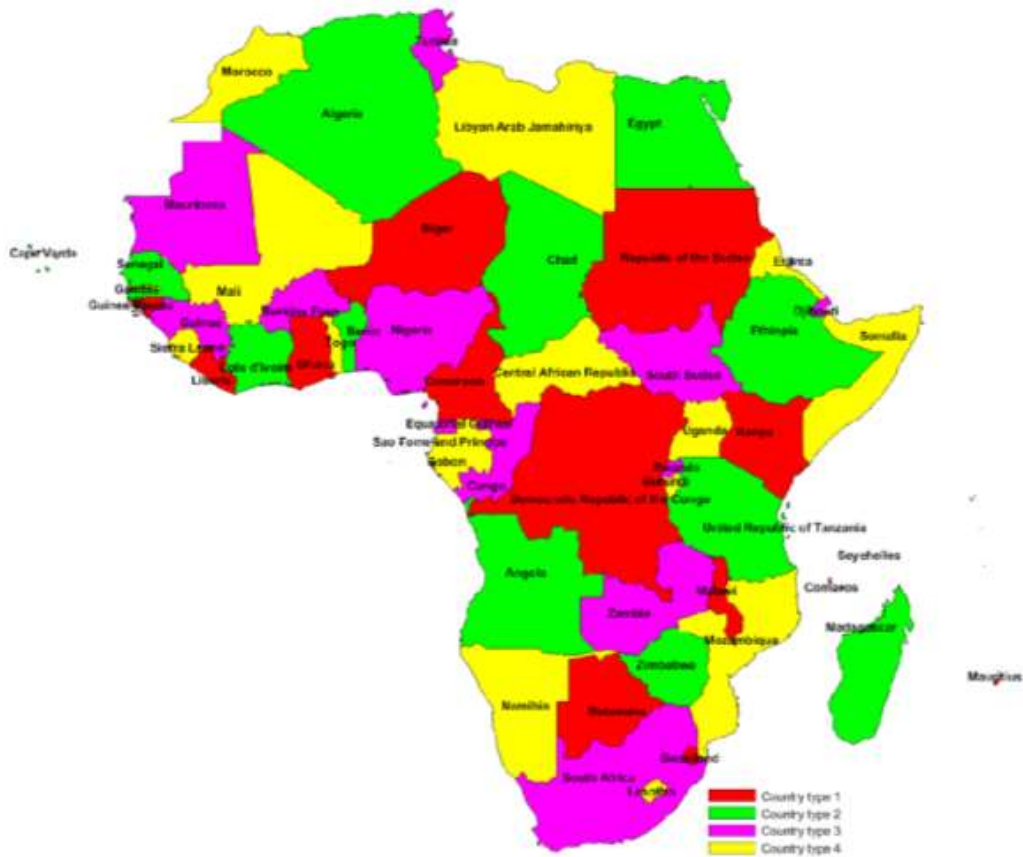 Tunisia
Morocco
Algeria
Libyan Arab Jamahiriya
Egypt
Mauritania
Niger
Cape Verde
Chad
Republic of the Sudan
Senegal
Eritrea
Mali
Gambia
Guinea Bissau
Burkina Faso
Djibouti
Guinea
Benin
Nigeria
Ethiopia
Somalia
Sierra Leone
Togo
Cote d'Ivoire
Ghana
Liberia
Central African Republic
South Sudan
Cameroon
Equatorial Guinea
Uganda
Kenya
Sao Tome and Principe
Gabon
Rwanda
Burundi
Congo
Democratic Republic of the Congo
United Republic of Tanzania
Seychelles
Angola
Malawi
Comoros
Zambia
Madagascar
Mozambique
Zimbabwe
Mauritius
Namibia
Botswana
Swaziland
South Africa
Lesotho
Country type 1
Country type 2
Country type 3
Country type 4